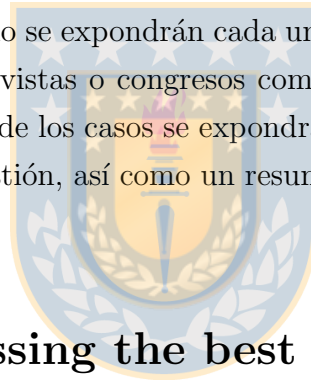 o se expondrán cada un
vistas o congresos com
de los casos se expondr
stión, así como un resum
ssing the best